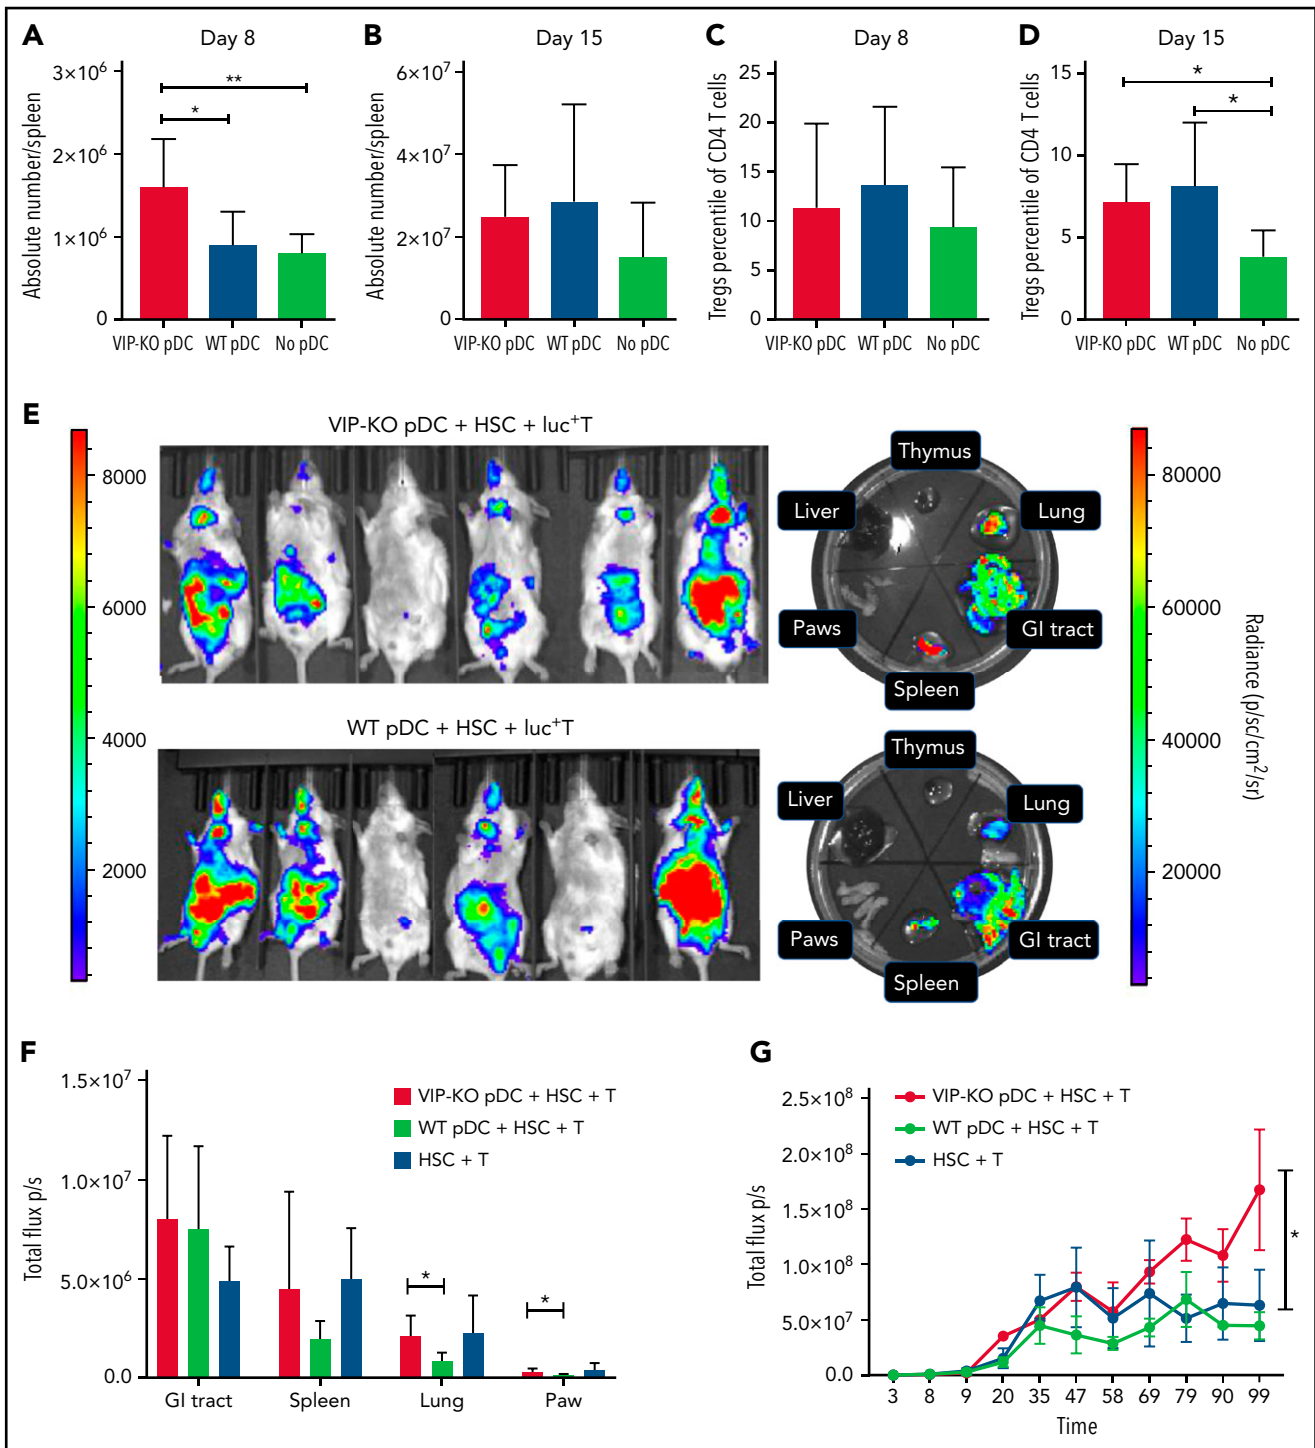 A
Day 8
Absolute number/spleen
3×10⁶
2×10⁶
1×10⁶
0
**
*
VIP-KO pDC
WT pDC
No pDC
B
Day 15
Absolute number/spleen
6×10⁷
4×10⁷
2×10⁷
0
VIP-KO pDC
WT pDC
No pDC
C
Day 8
Tregs percentile of CD4 T cells
25
20
15
10
5
0
VIP-KO pDC
WT pDC
No pDC
D
Day 15
Tregs percentile of CD4 T cells
15
10
5
0
*
*
VIP-KO pDC
WT pDC
No pDC
E
VIP-KO pDC + HSC + luc⁺T
8000
6000
4000
2000
Thymus
Liver
Lung
Paws
GI tract
Spleen
WT pDC + HSC + luc⁺T
Thymus
Liver
Lung
Paws
GI tract
Spleen
80000
60000
40000
20000
Radiance (p/sc/cm²/sr)
F
Total flux p/s
1.5×10⁷
1.0×10⁷
5.0×10⁶
0.0
VIP-KO pDC + HSC + T
WT pDC + HSC + T
HSC + T
*
*
GI tract
Spleen
Lung
Paw
G
Total flux p/s
2.5×10⁸
2.0×10⁸
1.5×10⁸
1.0×10⁸
5.0×10⁷
0.0
VIP-KO pDC + HSC + T
WT pDC + HSC + T
HSC + T
*
3 8 9 20 35 47 58 69 79 90 99
Time